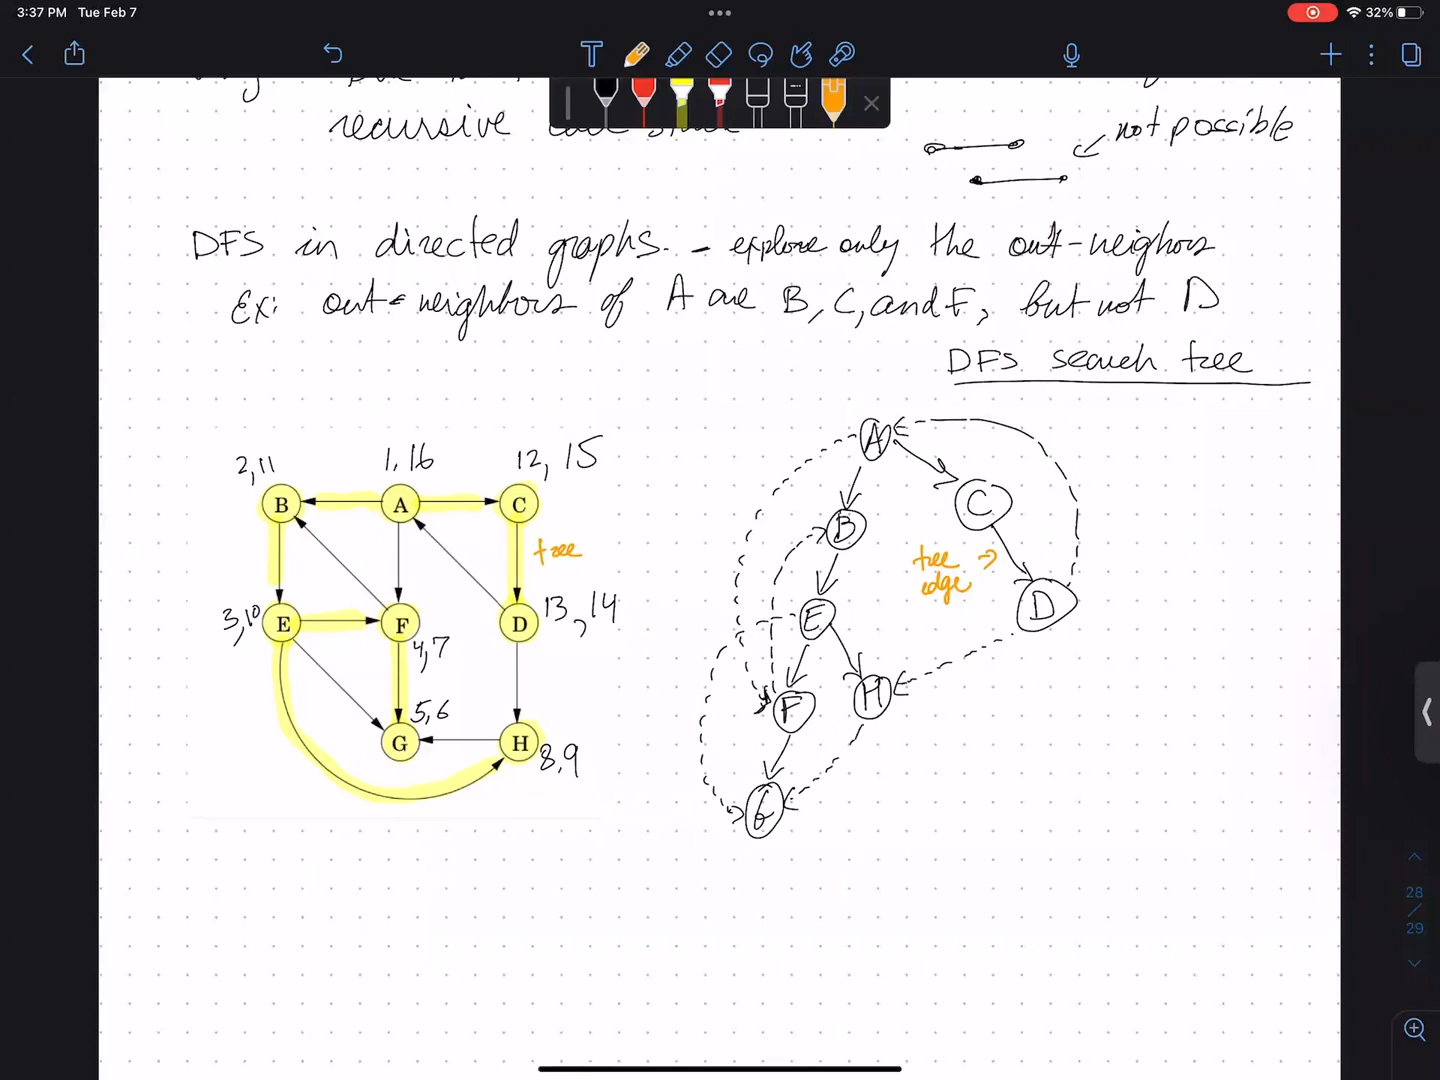 3:37 PM Tue Feb 7
32%
recursive
not possible
DFS in directed graphs. - explore only the out-neighors
Ex: out-neighbors of A are B, C, and F, but not D
DFS search tree
2,11 1,16 12, 15
B A C
tree
3,10 E F D 13, 14
4,7
5,6
G H 8,9
A
C
B
tree
edge
E D
F H
G
28
/
29